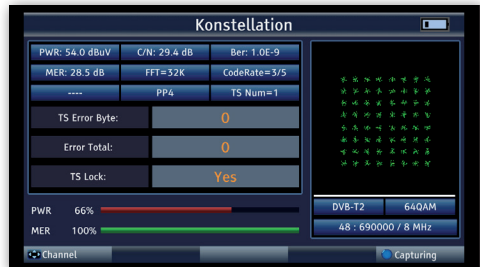 Konstellation
PWR: 54.0 dBuV C/N: 29.4 dB Ber: 1.0E-9
MER: 28.5 dB FFT=32K CodeRate=3/5
---- PP4 TS Num=1
TS Error Byte: 0
Error Total: 0
TS Lock: Yes
PWR 66%
MER 100%
DVB-T2 64QAM
48 : 690000 / 8 MHz
Channel Capturing